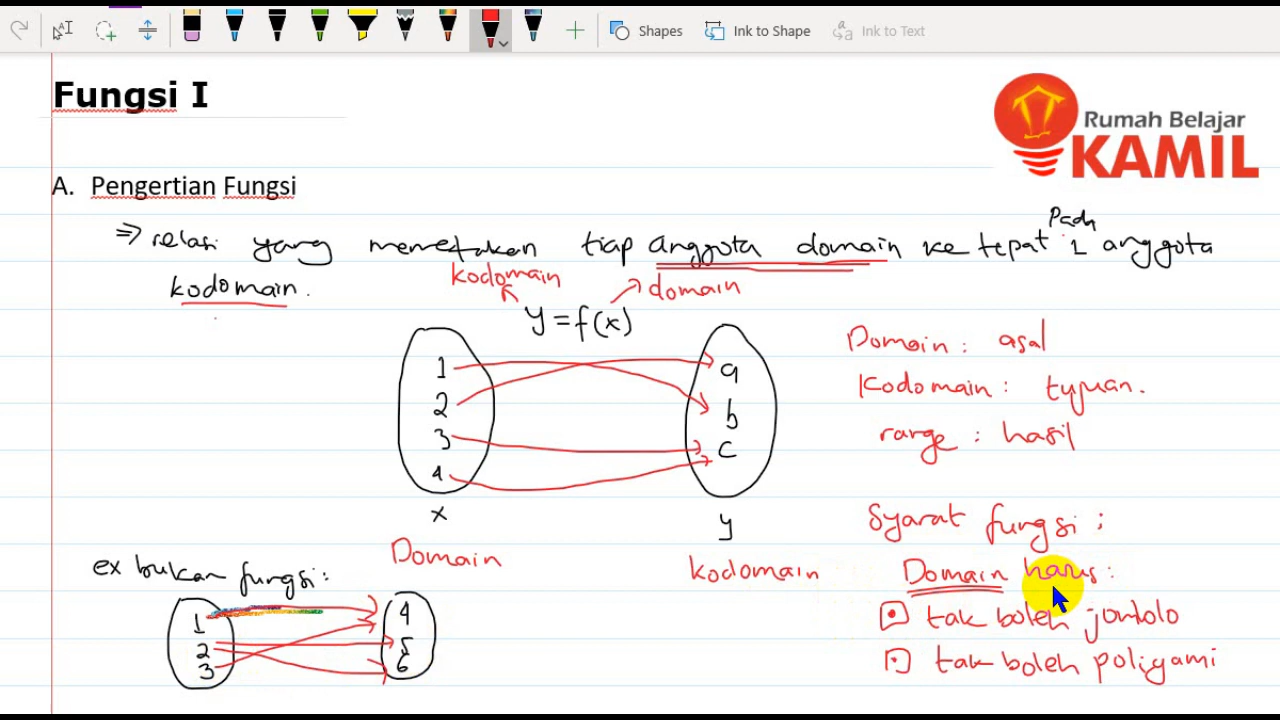 Shapes
Ink to Shape
Ink to Text
Fungsi I
Rumah Belajar
KAMIL
A. Pengertian Fungsi
⇒ relasi yang memetakan tiap anggota domain ke tepat Pada 1 anggota
kodomain.
kodomain domain
y = f(x)
1
2
3
4
x
Domain
a
b
c
y
kodomain
Domain : asal
Kodomain : tujuan.
range : hasil
Syarat fungsi :
Domain harus :
tak boleh jomblo
tak boleh poligami
ex bukan fungsi:
1
2
3
4
5
6